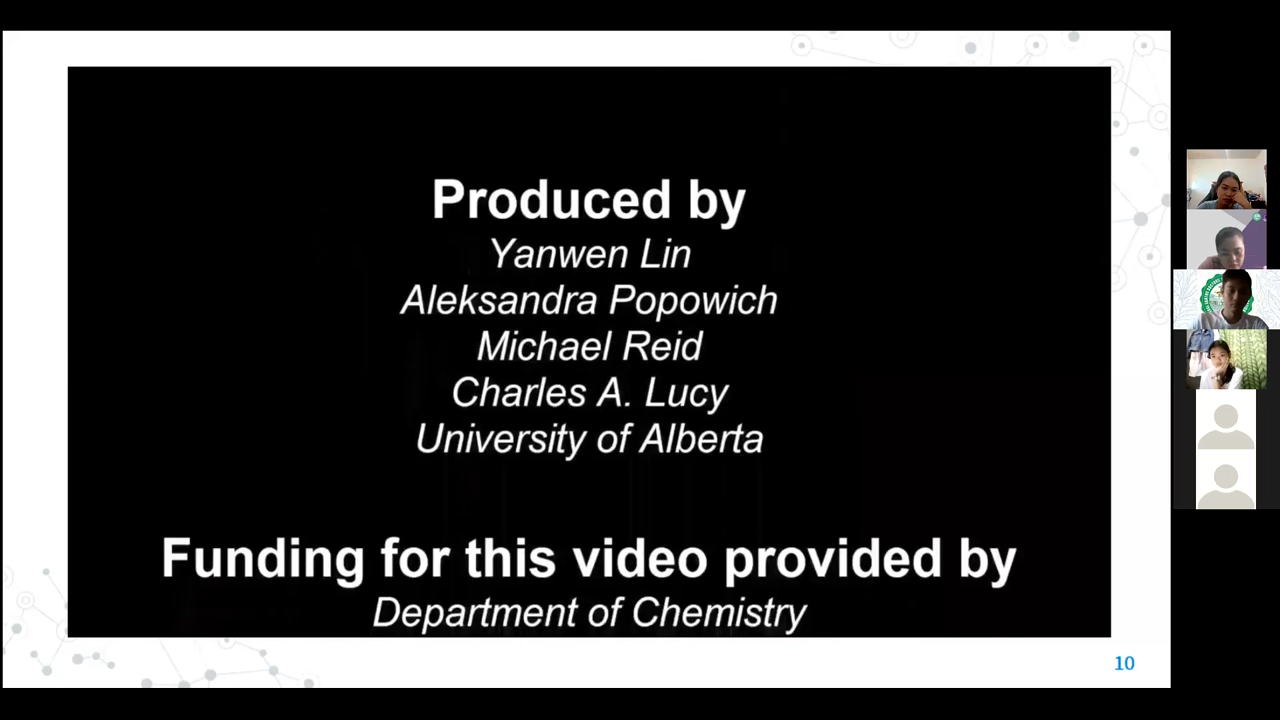 Produced by
Yanwen Lin
Aleksandra Popowich
Michael Reid
Charles A. Lucy
University of Alberta
Funding for this video provided by
Department of Chemistry
10